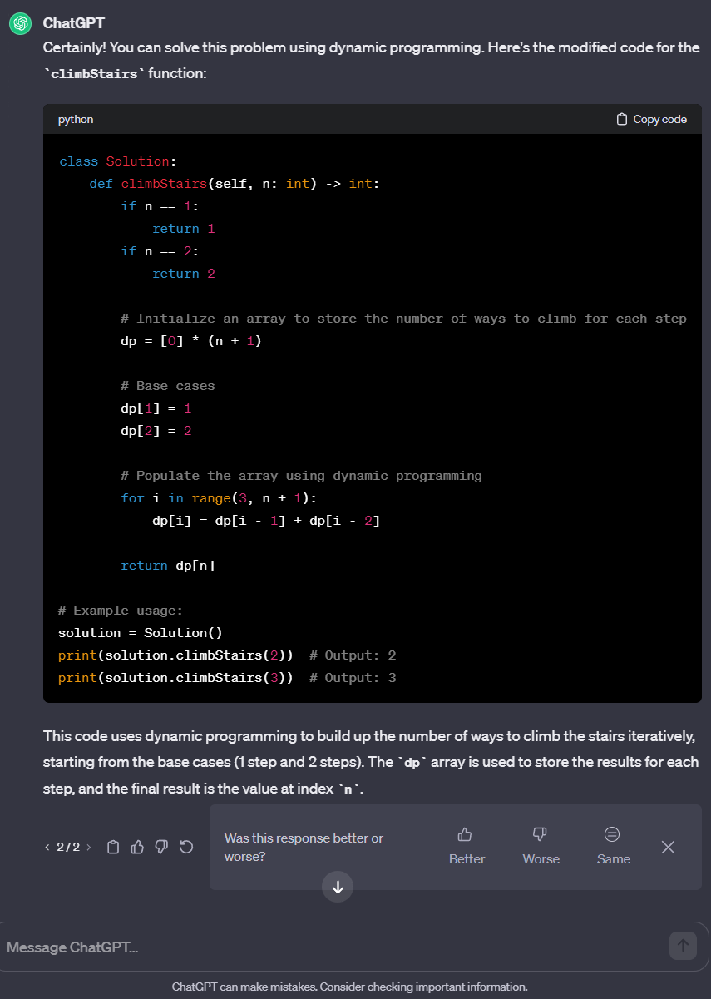 ChatGPT
Certainly! You can solve this problem using dynamic programming. Here's the modified code for the
`climbStairs` function:
python
Copy code
class Solution:
    def climbStairs(self, n: int) -> int:
        if n == 1:
            return 1
        if n == 2:
            return 2
        # Initialize an array to store the number of ways to climb for each step
        dp = [0] * (n + 1)
        # Base cases
        dp[1] = 1
        dp[2] = 2
        # Populate the array using dynamic programming
        for i in range(3, n + 1):
            dp[i] = dp[i - 1] + dp[i - 2]
        return dp[n]
# Example usage:
solution = Solution()
print(solution.climbStairs(2))  # Output: 2
print(solution.climbStairs(3))  # Output: 3
This code uses dynamic programming to build up the number of ways to climb the stairs iteratively,
starting from the base cases (1 step and 2 steps). The `dp` array is used to store the results for each
step, and the final result is the value at index `n`.
< 2/2 >
Was this response better or
worse?
Better
Worse
Same
Message ChatGPT...
ChatGPT can make mistakes. Consider checking important information.